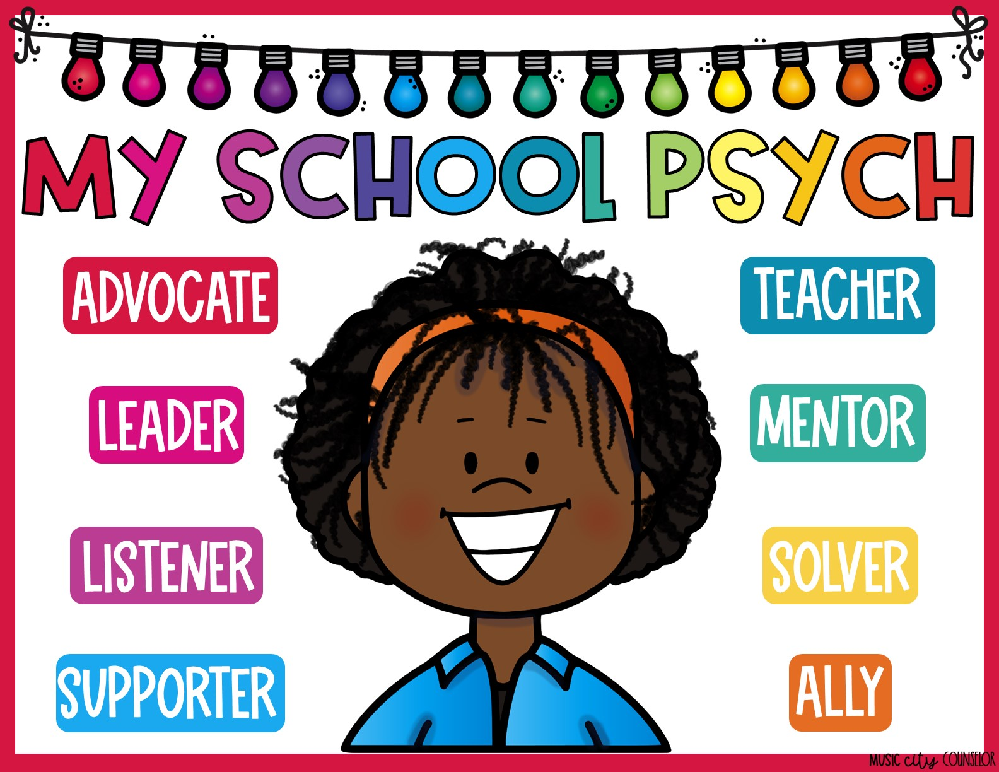 MY SCHOOL PSYCH
ADVOCATE
TEACHER
LEADER
MENTOR
LISTENER
SOLVER
SUPPORTER
ALLY
MUSIC city COUNSELOR